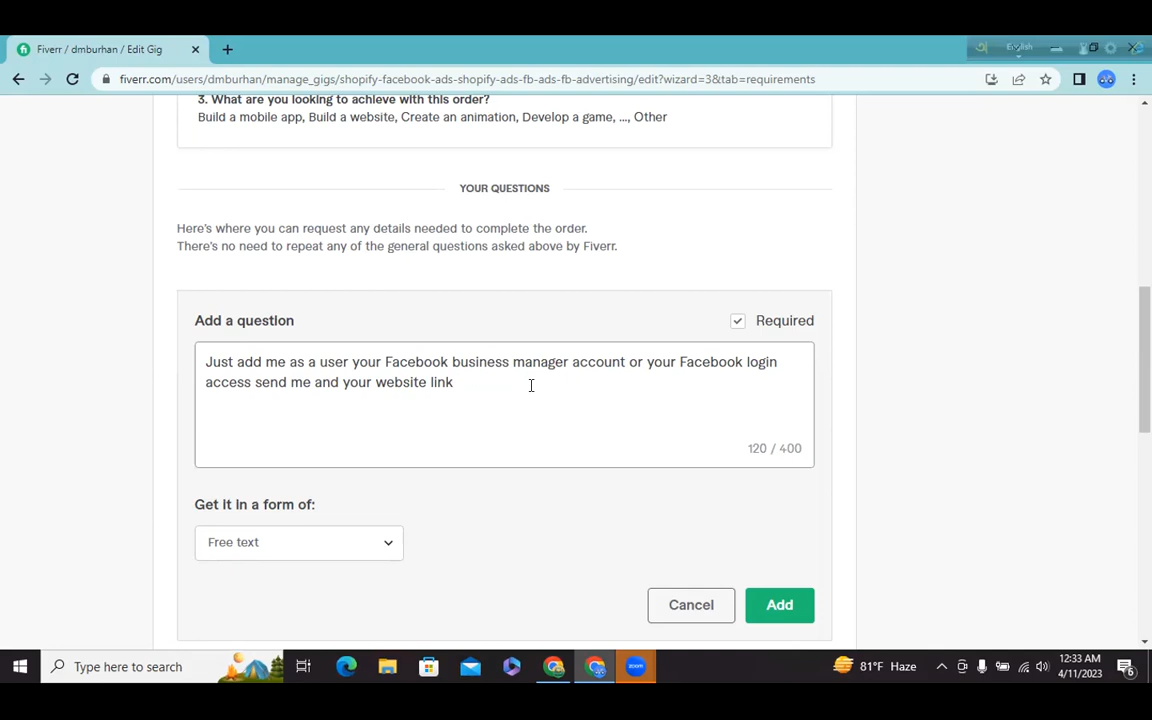 Fiverr / dmburhan / Edit Gig
English
fiverr.com/users/dmburhan/manage_gigs/shopify-facebook-ads-shopify-ads-fb-ads-fb-advertising/edit?wizard=3&tab=requirements
3. What are you looking to achieve with this order?
Build a mobile app, Build a website, Create an animation, Develop a game, ..., Other
YOUR QUESTIONS
Here's where you can request any details needed to complete the order.
There's no need to repeat any of the general questions asked above by Fiverr.
Add a question
Required
Just add me as a user your Facebook business manager account or your Facebook login
access send me and your website link
120 / 400
Get it in a form of:
Free text
Cancel
Add
Type here to search
81°F Haze
12:33 AM
4/11/2023
6